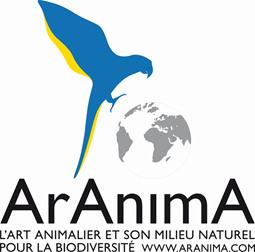 ArAnimA
L'ART ANIMALIER ET SON MILIEU NATUREL
POUR LA BIODIVERSITÉ WWW.ARANIMA.COM